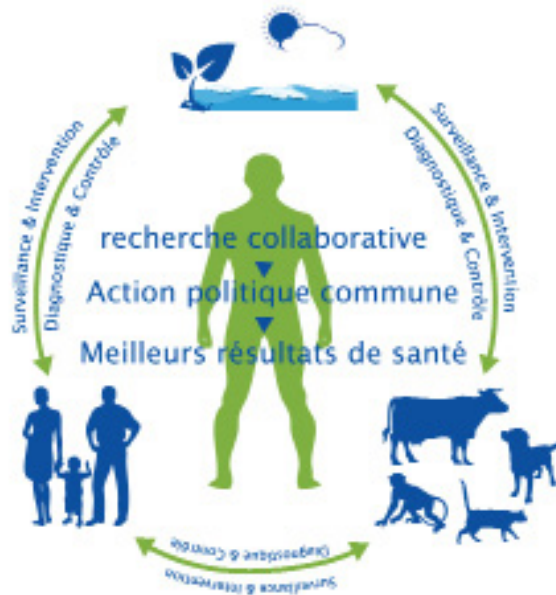 Surveillance & Intervention
Diagnostique & Contrôle
Surveillance & Intervention
Diagnostique & Contrôle
recherche collaborative
Action politique commune
Meilleurs résultats de santé
Diagnostique & Contrôle
Surveillance & Intervention